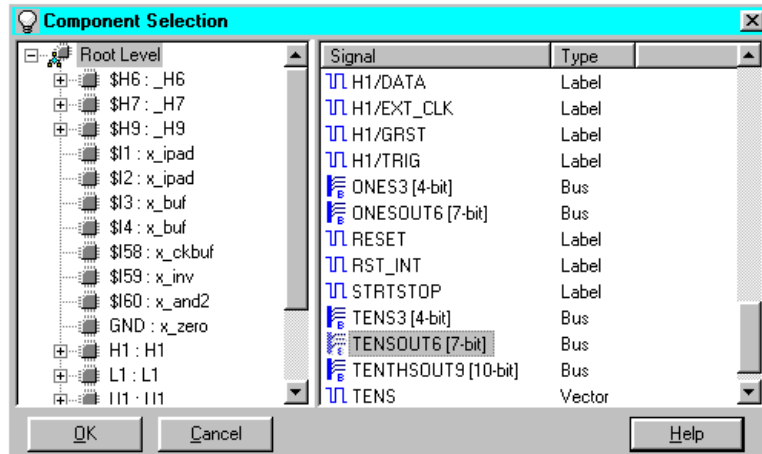 Component Selection
Root Level
$H6 : _H6
$H7 : _H7
$H9 : _H9
$I1 : x_ipad
$I2 : x_ipad
$I3 : x_buf
$I4 : x_buf
$I58 : x_ckbuf
$I59 : x_inv
$I60 : x_and2
GND : x_zero
H1 : H1
L1 : L1
Signal Type
H1/DATA Label
H1/EXT_CLK Label
H1/GRST Label
H1/TRIG Label
ONES3 [4-bit] Bus
ONESOUT6 [7-bit] Bus
RESET Label
RST_INT Label
STRTSTOP Label
TENS3 [4-bit] Bus
TENSOUT6 [7-bit] Bus
TENTHSOUT9 [10-bit] Bus
TENS Vector
OK Cancel Help